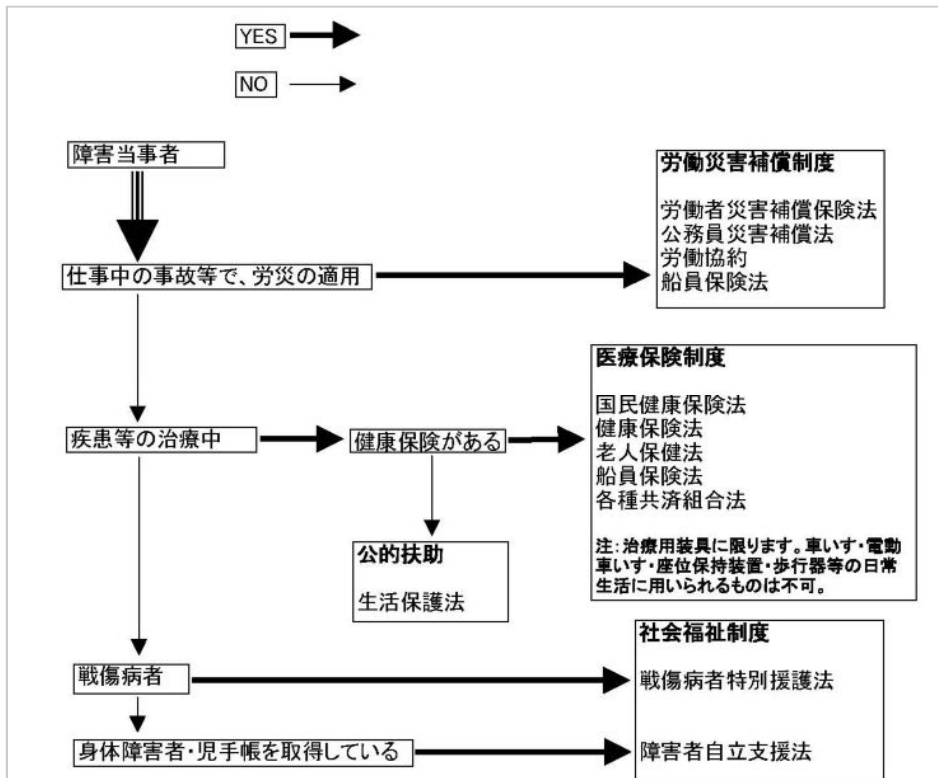 YES
NO
障害当事者
労働災害補償制度
労働者災害補償保険法
公務員災害補償法
労働協約
船員保険法
仕事中の事故等で、労災の適用
医療保険制度
国民健康保険法
健康保険法
老人保健法
船員保険法
各種共済組合法
注：治療用装具に限ります。車いす・電動
車いす・座位保持装置・歩行器等の日常
生活に用いられるものは不可。
疾患等の治療中
健康保険がある
公的扶助
生活保護法
社会福祉制度
戦傷病者特別援護法
障害者自立支援法
戦傷病者
身体障害者・児手帳を取得している